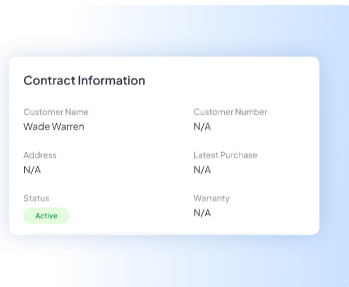 Contract Information
Customer Name
Customer Number
Wade Warren
N/A
Address
Latest Purchase
N/A
N/A
Status
Warranty
Active
N/A